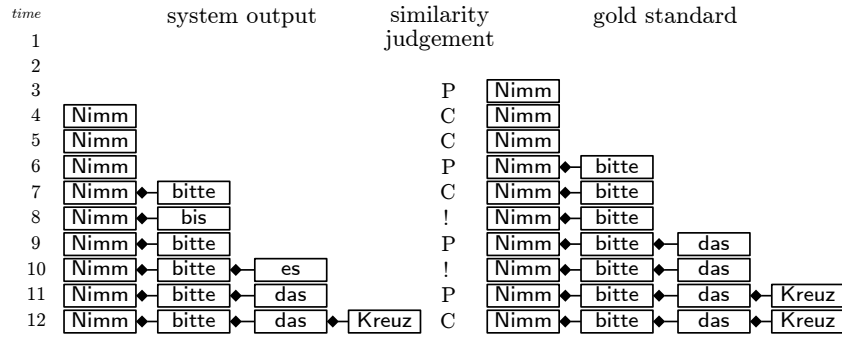 time system output similarity judgement gold standard
1
2
3 P Nimm
4 Nimm C Nimm
5 Nimm C Nimm
6 Nimm P Nimm bitte
7 Nimm bitte C Nimm bitte
8 Nimm bis ! Nimm bitte
9 Nimm bitte P Nimm bitte das
10 Nimm bitte es ! Nimm bitte das
11 Nimm bitte das P Nimm bitte das Kreuz
12 Nimm bitte das Kreuz C Nimm bitte das Kreuz